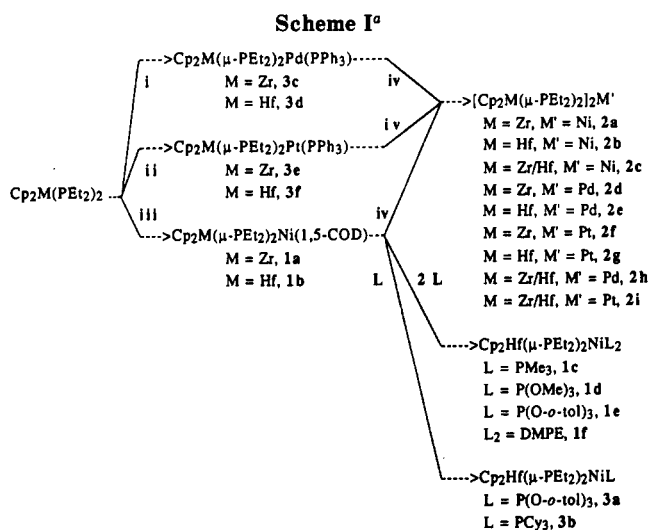 Scheme Iᵃ
---->Cp2M(μ-PEt2)2Pd(PPh3)-----
i
iv
M = Zr, 3c
M = Hf, 3d
---->[Cp2M(μ-PEt2)2]2M'
iv
M = Zr, M' = Ni, 2a
M = Hf, M' = Ni, 2b
M = Zr/Hf, M' = Ni, 2c
M = Zr, M' = Pd, 2d
M = Hf, M' = Pd, 2e
M = Zr, M' = Pt, 2f
M = Hf, M' = Pt, 2g
M = Zr/Hf, M' = Pd, 2h
M = Zr/Hf, M' = Pt, 2i
---->Cp2M(μ-PEt2)2Pt(PPh3)-----
ii
M = Zr, 3e
M = Hf, 3f
Cp2M(PEt2)2 --
iii
iv
---->Cp2M(μ-PEt2)2Ni(1,5-COD)--
M = Zr, 1a
M = Hf, 1b
L
2 L
---->Cp2Hf(μ-PEt2)2NiL2
L = PMe3, 1c
L = P(OMe)3, 1d
L = P(O-o-tol)3, 1e
L2 = DMPE, 1f
---->Cp2Hf(μ-PEt2)2NiL
L = P(O-o-tol)3, 3a
L = PCy3, 3b